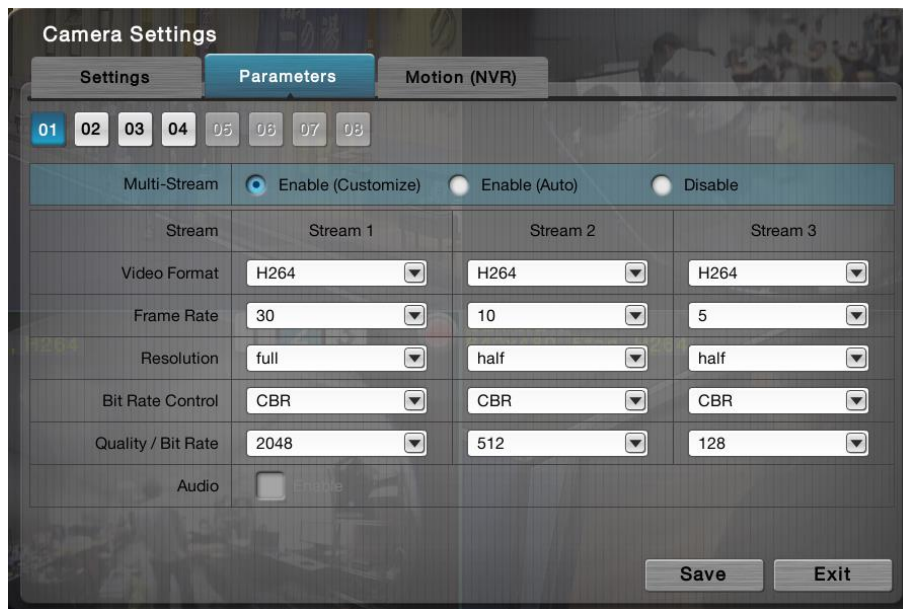 Camera Settings
Settings Parameters Motion (NVR)
01 02 03 04 05 06 07 08
Multi-Stream Enable (Customize) Enable (Auto) Disable
Stream Stream 1 Stream 2 Stream 3
Video Format H264 H264 H264
Frame Rate 30 10 5
Resolution full half half
Bit Rate Control CBR CBR CBR
Quality / Bit Rate 2048 512 128
Audio Enable
Save Exit